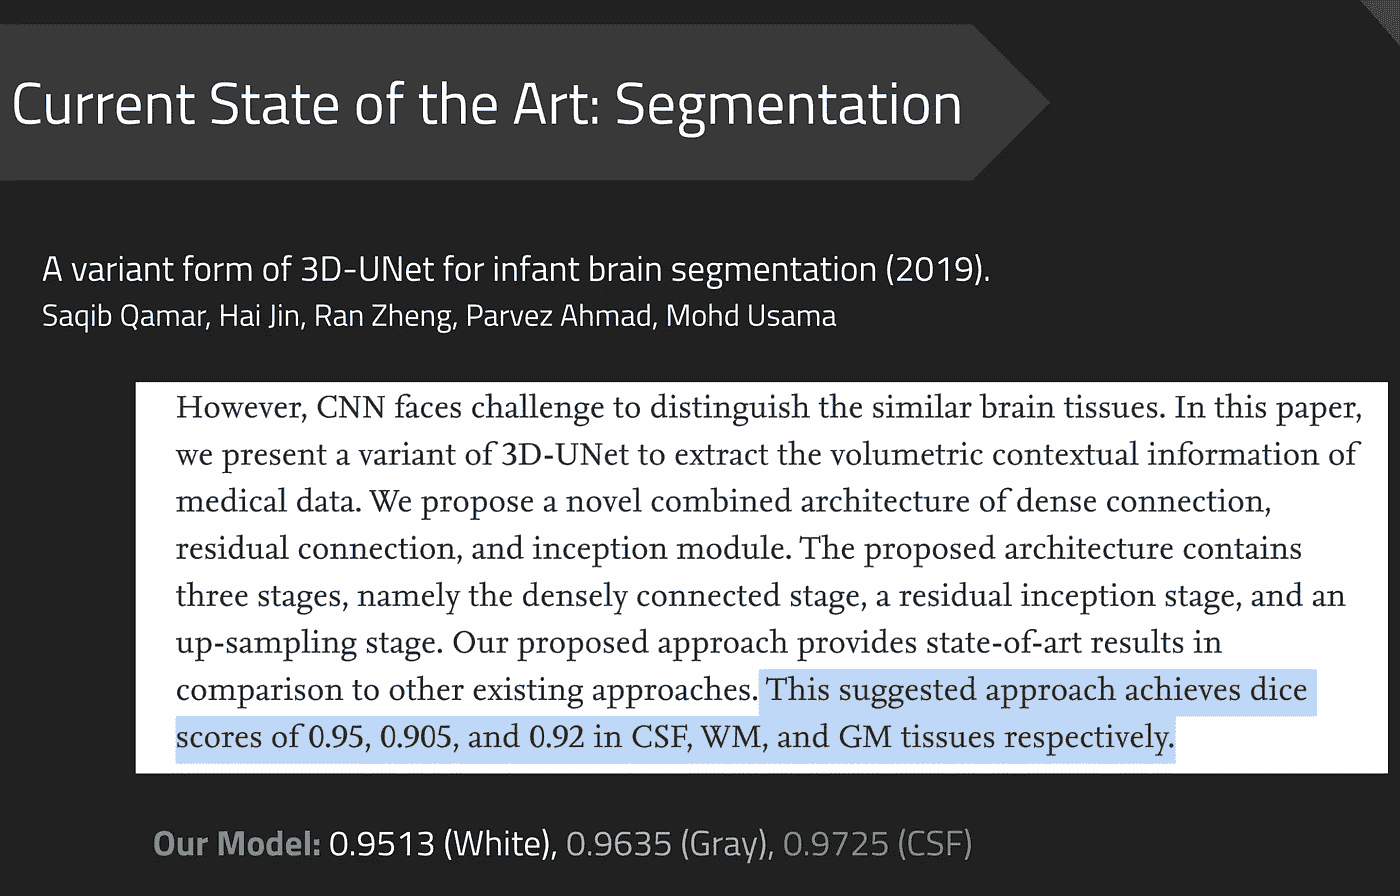 Current State of the Art: Segmentation
A variant form of 3D-UNet for infant brain segmentation (2019).
Saqib Qamar, Hai Jin, Ran Zheng, Parvez Ahmad, Mohd Usama
However, CNN faces challenge to distinguish the similar brain tissues. In this paper,
we present a variant of 3D-UNet to extract the volumetric contextual information of
medical data. We propose a novel combined architecture of dense connection,
residual connection, and inception module. The proposed architecture contains
three stages, namely the densely connected stage, a residual inception stage, and an
up-sampling stage. Our proposed approach provides state-of-art results in
comparison to other existing approaches. This suggested approach achieves dice
scores of 0.95, 0.905, and 0.92 in CSF, WM, and GM tissues respectively.
Our Model: 0.9513 (White), 0.9635 (Gray), 0.9725 (CSF)